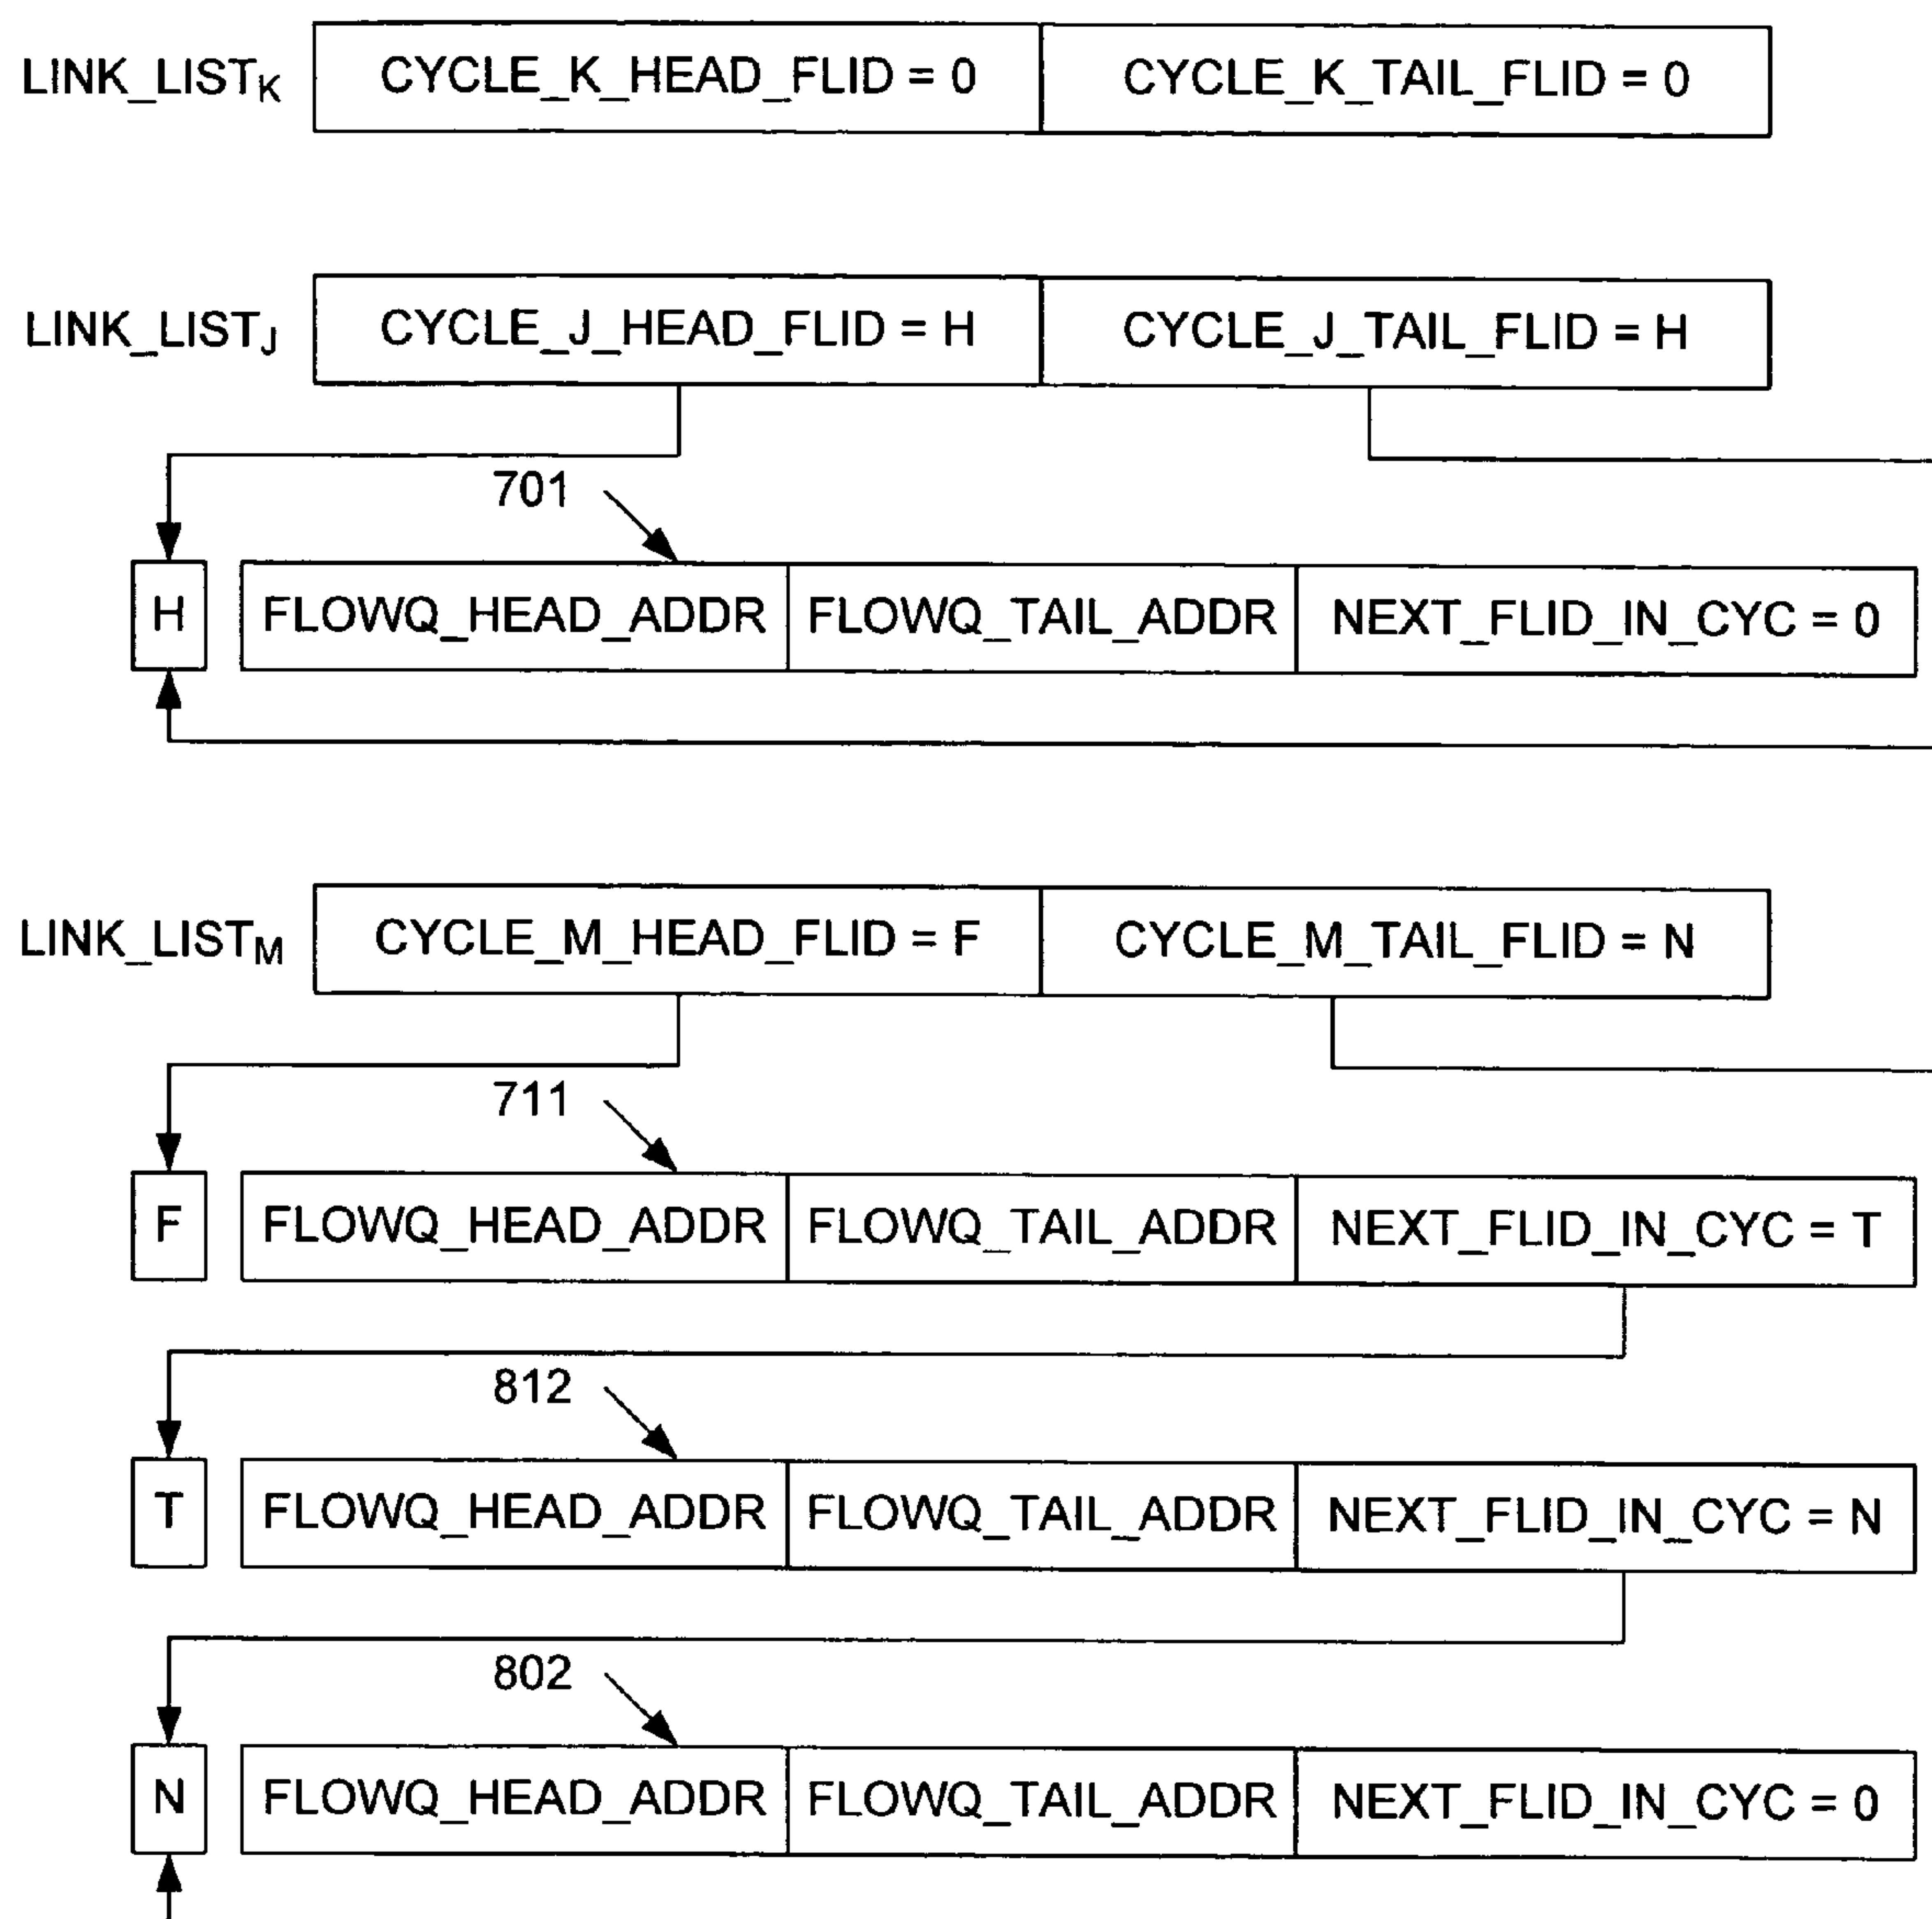 LINK_LISTK CYCLE_K_HEAD_FLID = 0 CYCLE_K_TAIL_FLID = 0
LINK_LISTJ CYCLE_J_HEAD_FLID = H CYCLE_J_TAIL_FLID = H
701
H FLOWQ_HEAD_ADDR FLOWQ_TAIL_ADDR NEXT_FLID_IN_CYC = 0
LINK_LISTM CYCLE_M_HEAD_FLID = F CYCLE_M_TAIL_FLID = N
711
F FLOWQ_HEAD_ADDR FLOWQ_TAIL_ADDR NEXT_FLID_IN_CYC = T
812
T FLOWQ_HEAD_ADDR FLOWQ_TAIL_ADDR NEXT_FLID_IN_CYC = N
802
N FLOWQ_HEAD_ADDR FLOWQ_TAIL_ADDR NEXT_FLID_IN_CYC = 0